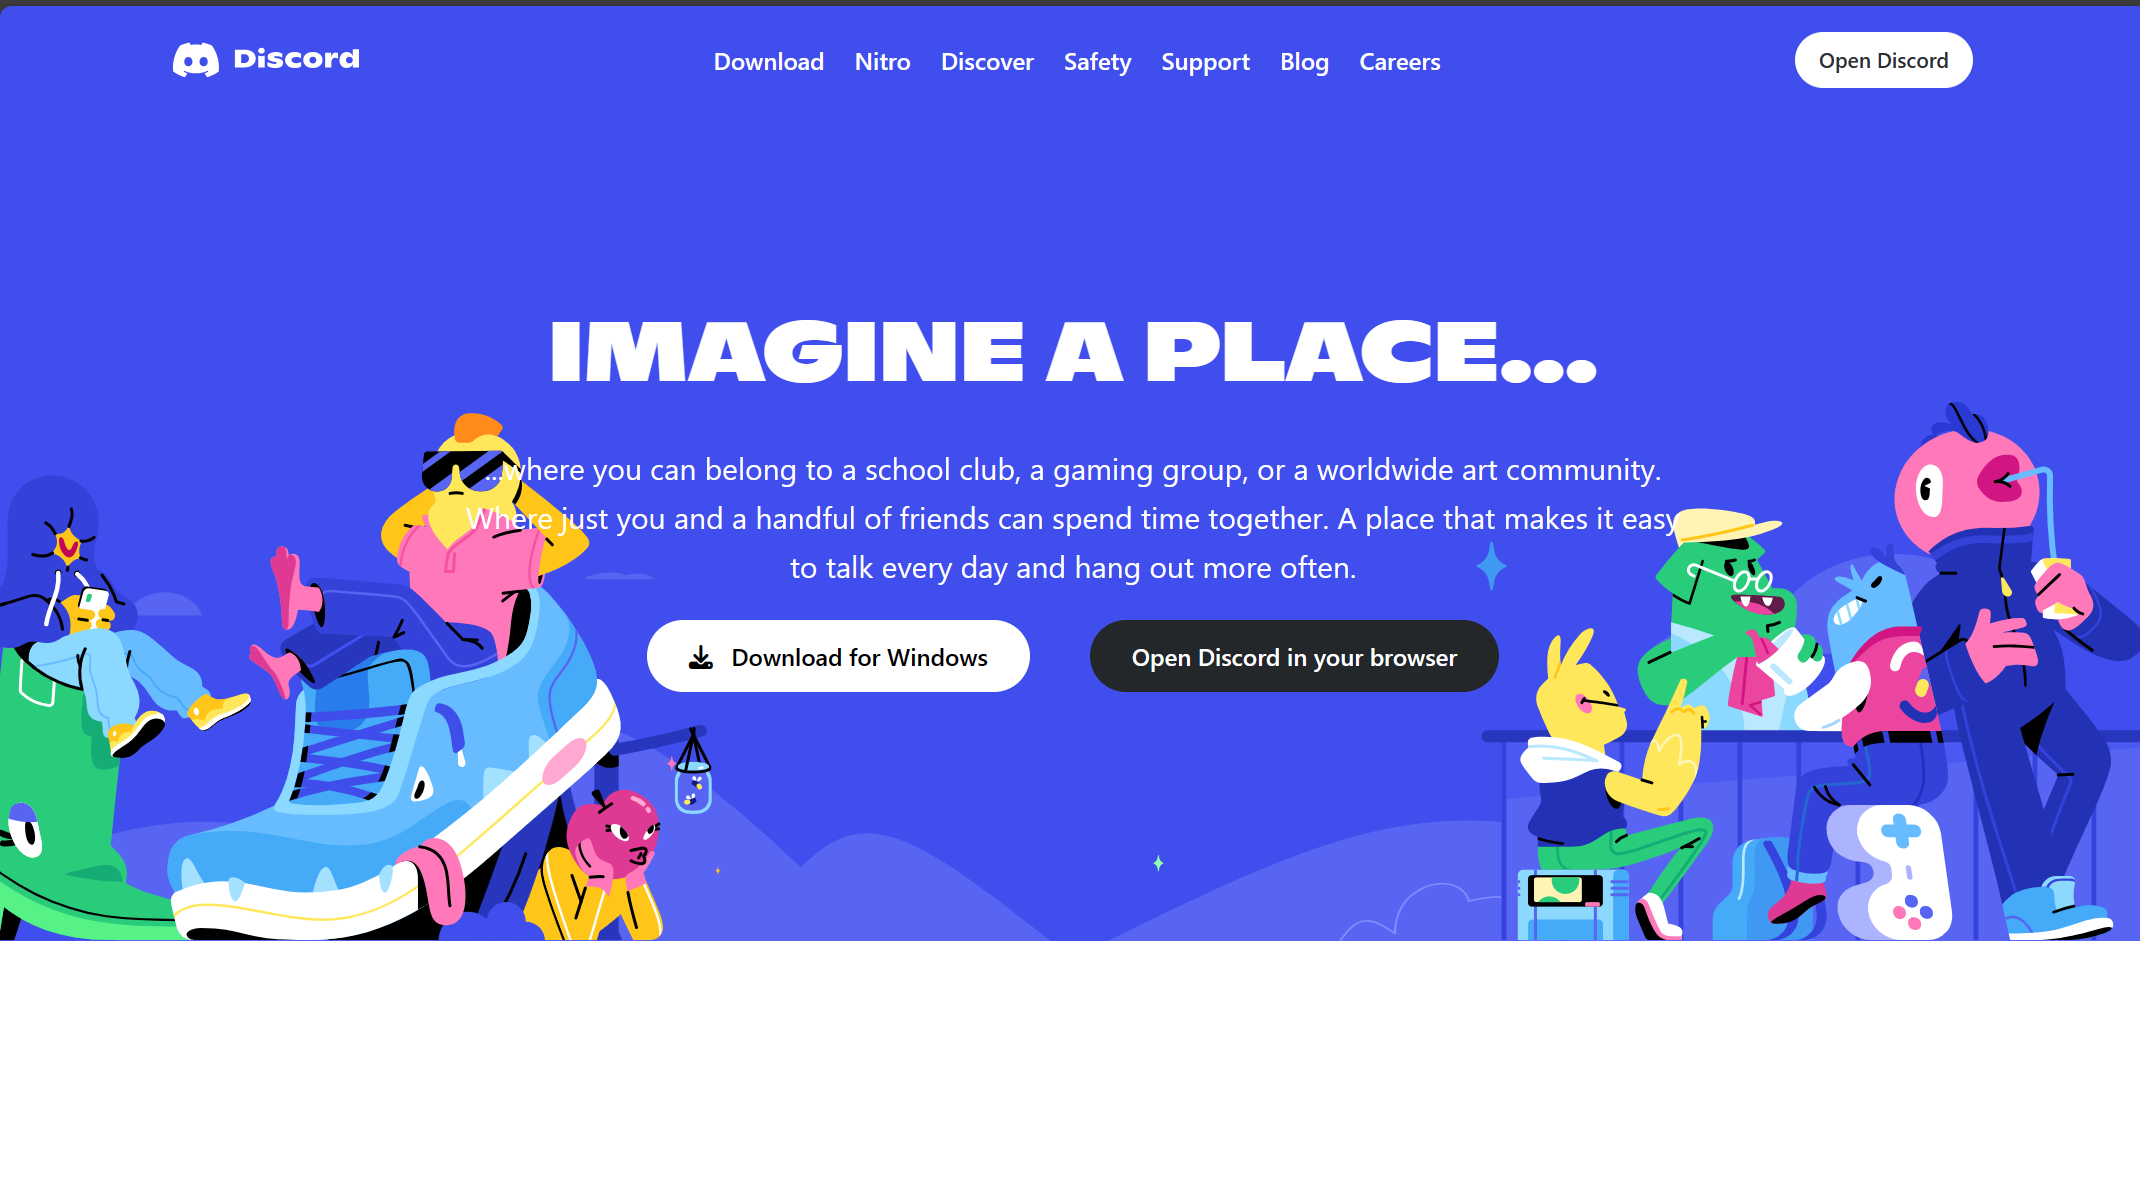 Discord
Download Nitro Discover Safety Support Blog Careers
Open Discord
IMAGINE A PLACE...
...where you can belong to a school club, a gaming group, or a worldwide art community.
Where just you and a handful of friends can spend time together. A place that makes it easy
to talk every day and hang out more often.
Download for Windows
Open Discord in your browser